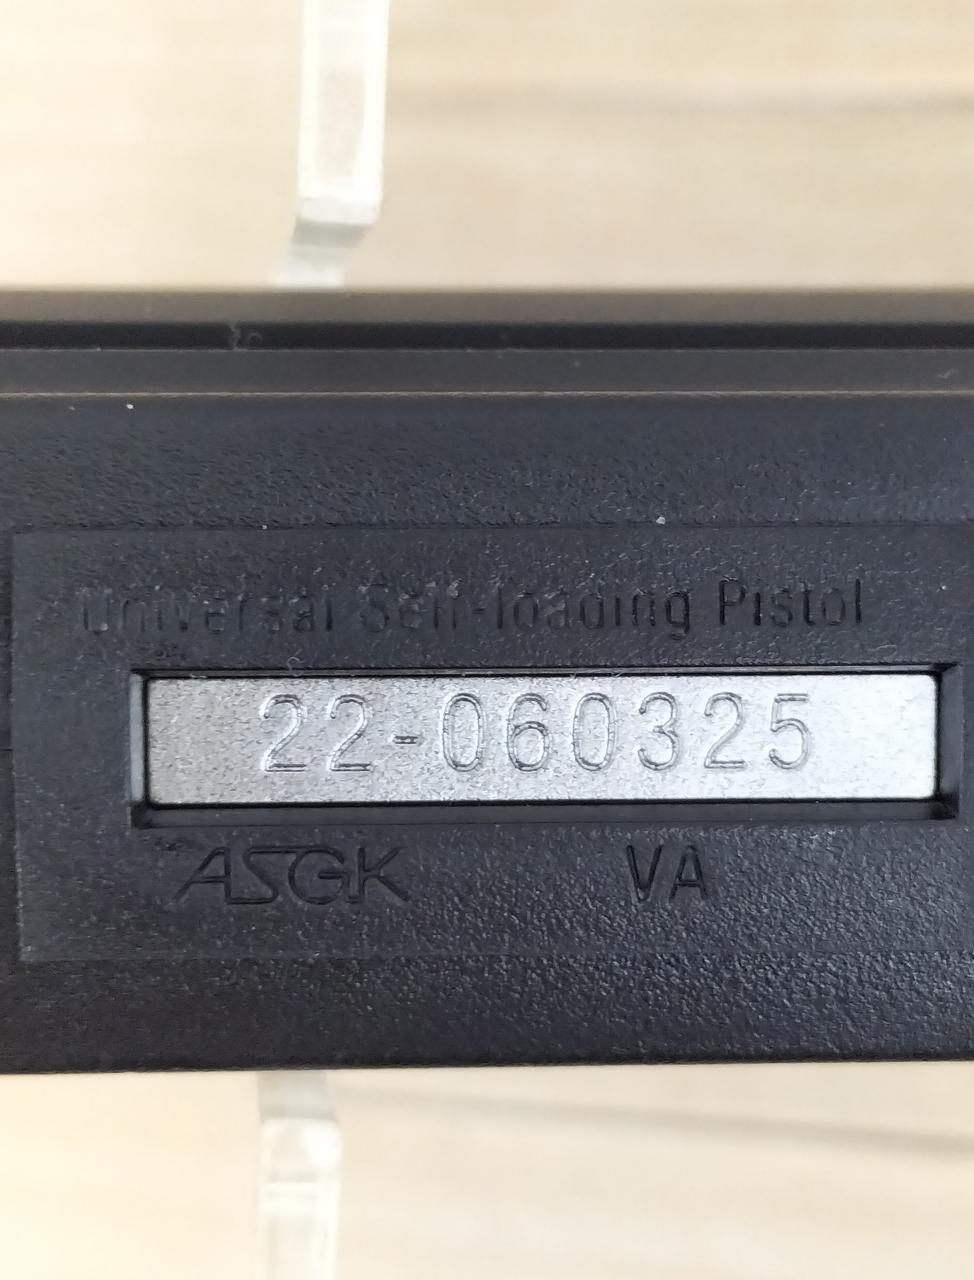 Universal Self-loading Pistol
22-060325
ASGK VA